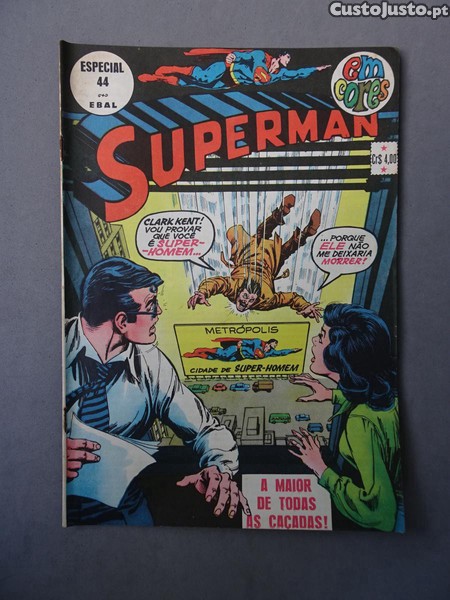 CustoJusto.pt
ESPECIAL
44
EBAL
em
cores
SUPERMAN
Cr$ 4,00
CLARK KENT!
VOU PROVAR
QUE VOCÊ
É SUPER-
HOMEM...
...PORQUE
ELE NÃO
ME DEIXARIA
MORRER!
METRÓPOLIS
CIDADE DE SUPER-HOMEM
A MAIOR
DE TODAS
AS CAÇADAS!